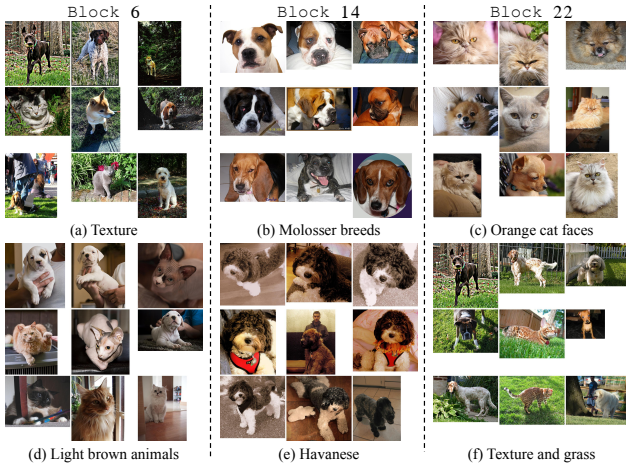 Block 6
Block 14
Block 22
(a) Texture
(b) Molosser breeds
(c) Orange cat faces
(d) Light brown animals
(e) Havanese
(f) Texture and grass